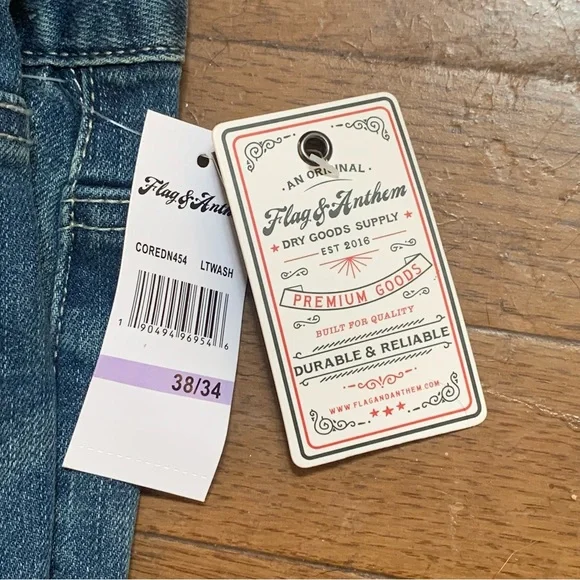 Flag & Anth
COREDN454 LTWASH
1 90494 96954 6
38/34
· AN ORIGINAL ·
Flag & Anthem
DRY GOODS SUPPLY
EST 2016
PREMIUM GOODS
BUILT FOR QUALITY
DURABLE & RELIABLE
WWW.FLAGANDANTHEM.COM